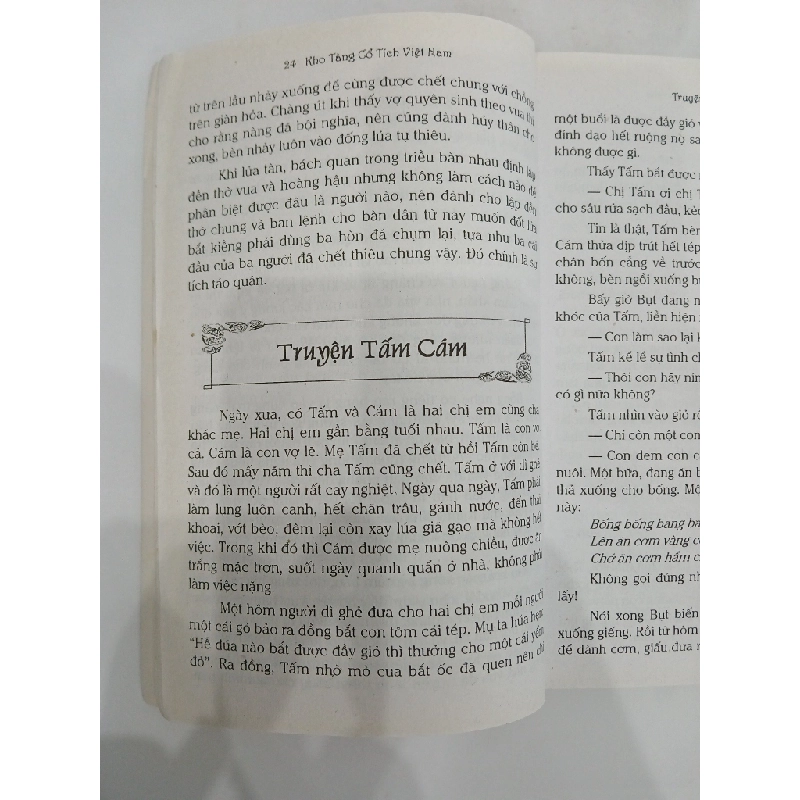 24 Kho Tàng Cổ Tích Việt Nam
từ trên lầu nhảy xuống để cùng được chết chung với chồng
trên giàn hỏa. Chàng út khi thấy vợ quyên sinh theo vua thì
cho rằng nàng đã bội nghĩa, nên cũng đành hủy thân cho
xong, bèn nhảy luôn vào đống lửa tự thiêu.
Khi lửa tàn, bách quan trong triều bàn nhau định lập
đền thờ vua và hoàng hậu nhưng không làm cách nào để
phân biệt được đâu là người nào, nên đành cho lập đền
thờ chung và ban lệnh cho bàn dân từ nay muốn đốt lửa
bắt kiềng phải dùng ba hòn đá chụm lại, tựa như ba cái
đầu của ba người đã chết thiêu chung vậy. Đó chính là sự
tích táo quân.
Truyện Tấm Cám
Ngày xưa, có Tấm và Cám là hai chị em cùng cha
khác mẹ. Hai chị em gần bằng tuổi nhau. Tấm là con vợ
cả. Cám là con vợ lẽ. Mẹ Tấm đã chết từ hồi Tấm còn bé.
Sau đó mấy năm thì cha Tấm cũng chết. Tấm ở với dì ghẻ
và đó là một người rất cay nghiệt. Ngày qua ngày, Tấm phải
làm lụng luôn canh, hết chăn trâu, gánh nước, đến thái
khoai, vớt bèo, đêm lại còn xay lúa giã gạo mà không hết
việc. Trong khi đó thì Cám được mẹ nuông chiều, được ăn
trắng mặc trơn, suốt ngày quanh quẩn ở nhà, không phải
làm việc nặng
Một hôm người dì ghẻ đưa cho hai chị em mỗi người
một cái giỏ bảo ra đồng bắt con tôm cái tép. Mụ ta hứa hẹn
"Hễ đứa nào bắt được đầy giỏ thì thưởng cho một cái yếm
đỏ". Ra đồng, Tấm nhờ mò cua bắt ốc đã quen nên chỉ
Truyện
một buổi là được đầy giỏ
đỉnh đạo hết ruộng nọ
không được gì.
Thấy Tấm bắt được
— Chị Tấm ơi chị
cho sâu rửa sạch đầu, kẻo
Tin là thật, Tấm bèn
Cám thừa dịp trút hết tép
chân bốn cẳng về trước
không, bèn ngồi xuống
Bấy giờ Bụt đang
khóc của Tấm, liền hiện
— Con làm sao lại
Tấm kể lể sự tình
— Thôi con hãy nín
có gì nữa không?
Tấm nhìn vào giỏ
— Chỉ còn một con
— Con đem con
nuôi. Một bữa, đang ăn
thả xuống cho bống.
này:
Bống bống bang
Lên ăn cơm vàng
Chớ ăn cơm hẩm
Không gọi đúng
lấy!
Nói xong Bụt biến
xuống giếng. Rồi từ hôm
để dành cơm, giấu đưa